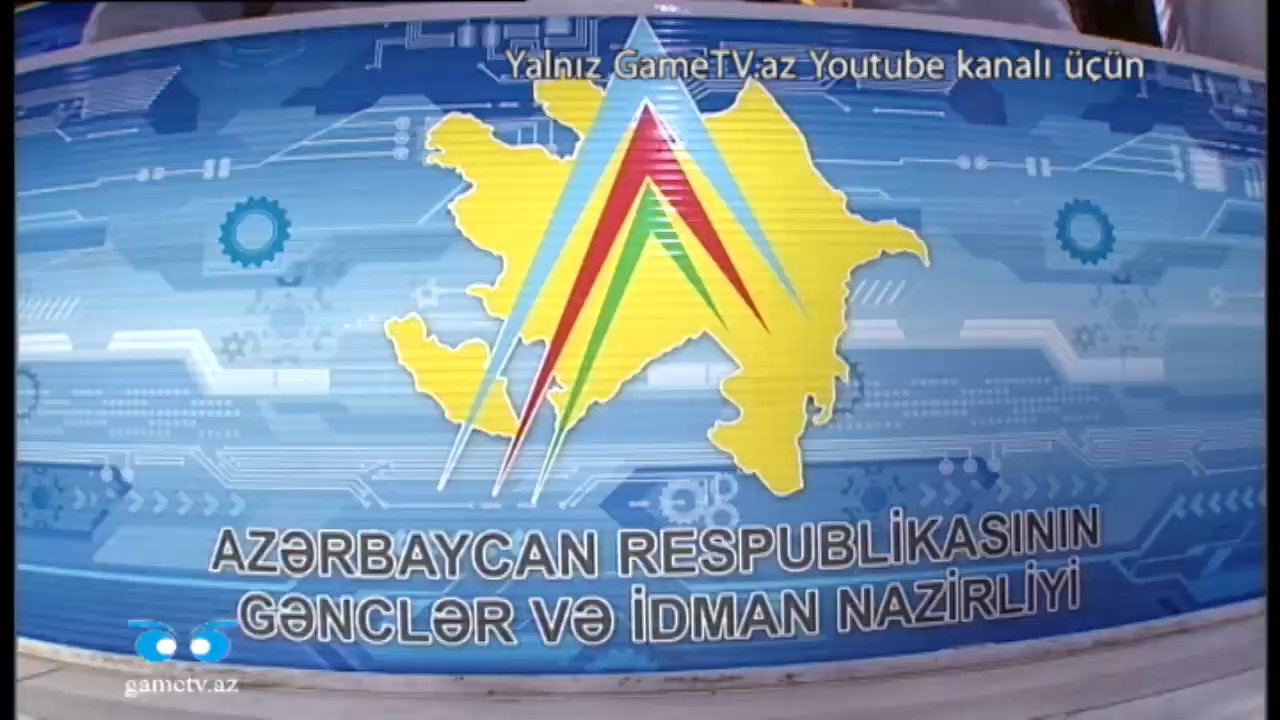 Yalnız GameTV.az Youtube kanalı üçün
AZƏRBAYCAN RESPUBLİKASININ
GƏNCLƏR VƏ İDMAN NAZİRLİYİ
gametv.az